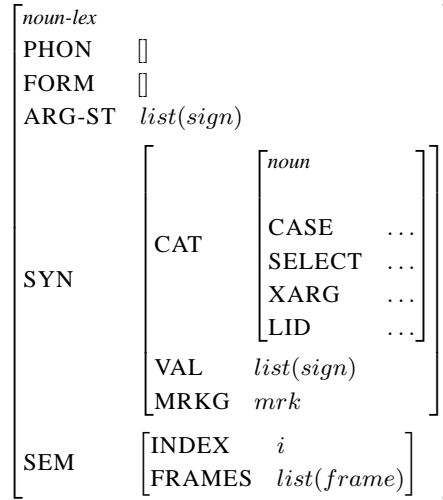 noun-lex
PHON []
FORM []
ARG-ST list(sign)
noun
CASE ...
CAT SELECT ...
SYN XARG ...
LID ...
VAL list(sign)
MRKG mrk
INDEX i
SEM
FRAMES list(frame)